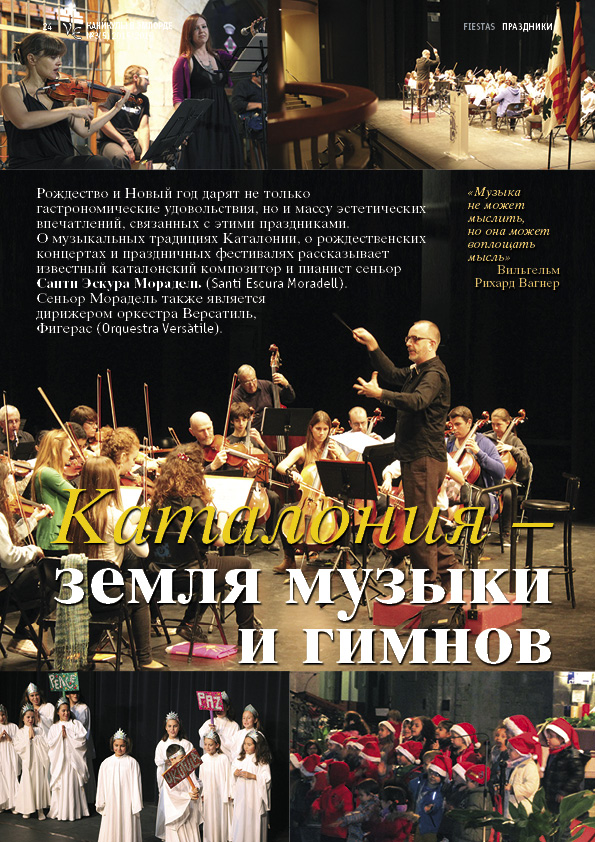 24
FIESTAS ПРАЗДНИКИ
Рождество и Новый год дарят не только
гастрономические удовольствия, но и массу эстетических
впечатлений, связанных с этими праздниками.
О музыкальных традициях Каталонии, о рождественских
концертах и праздничных фестивалях рассказывает
известный каталонский композитор и пианист сеньор
Санти Эскура Морадель (Santi Escura Moradell).
Сеньор Морадель также является
дирижером оркестра Версатиль,
Фигерас (Orquestra Versàtile).
«Музыка
не может
мыслить,
но она может
воплощать
мысль»
Вильгельм
Рихард Вагнер
Каталония –
земля музыки
и гимнов
PEACE
PAZ